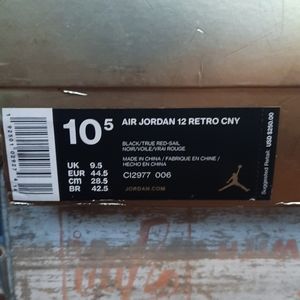 10⁵
AIR JORDAN 12 RETRO CNY
BLACK/TRUE RED-SAIL
NOIR/VOILE/VRAI ROUGE
MADE IN CHINA / FABRIQUE EN CHINE /
HECHO EN CHINA
UK 9.5
EUR 44.5
cm 28.5
BR 42.5
CI2977 006
JORDAN.COM
Suggested Retail: USD $250.00